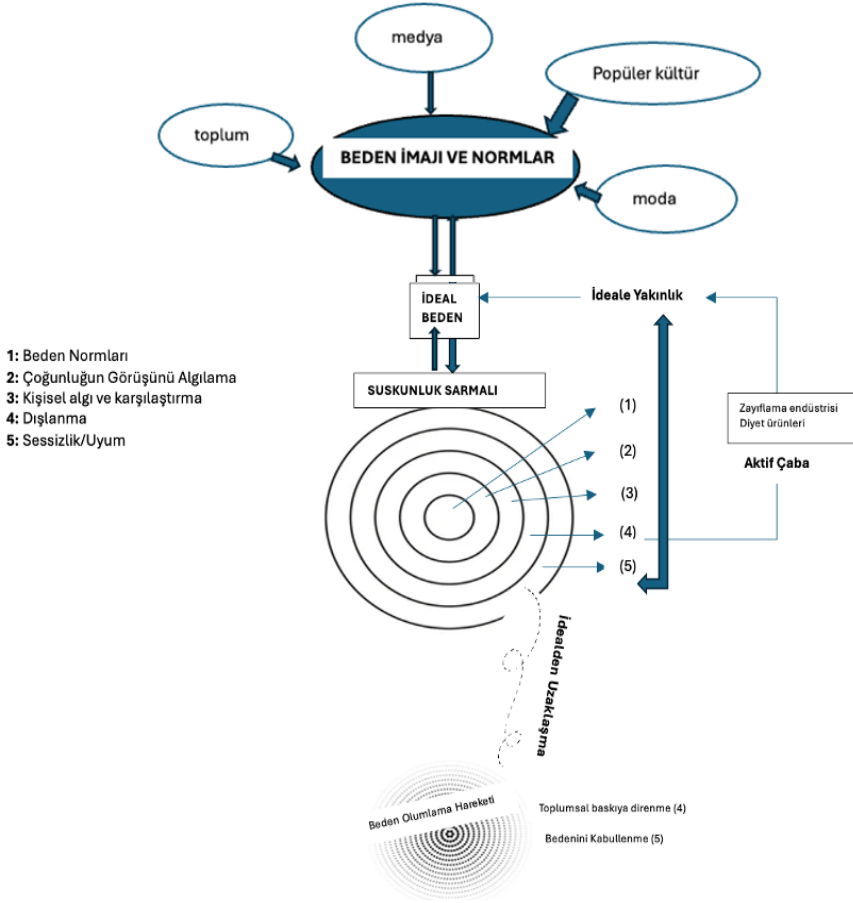 medya
Popüler kültür
toplum
BEDEN İMAJI VE NORMLAR
moda
İDEAL
BEDEN
İdeale Yakınlık
1: Beden Normları
2: Çoğunluğun Görüşünü Algılama
3: Kişisel algı ve karşılaştırma
4: Dışlanma
5: Sessizlik/Uyum
SUSKUNLUK SARMALI
(1)
(2)
(3)
(4)
(5)
Zayıflama endüstrisi
Diyet ürünleri
Aktif Çaba
İdealden Uzaklaşma
Beden Olumlama Hareketi
Toplumsal baskıya direnme (4)
Bedenini Kabullenme (5)